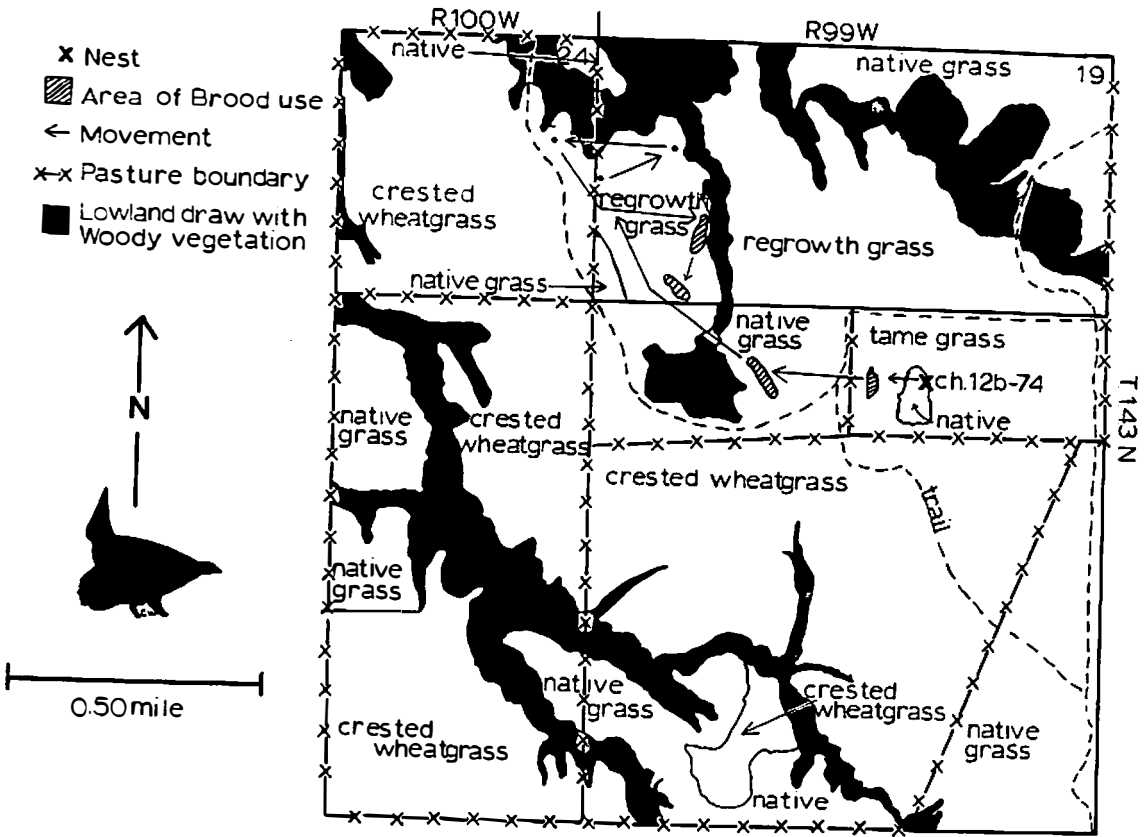 R100W
R99W
x Nest
Area of Brood use
Movement
x-x Pasture boundary
Lowland draw with
Woody vegetation
native
24
native grass
19
crested
wheatgrass
regrowth
grass
regrowth grass
native grass
native
grass
tame grass
ch.12b-74
native
T143N
N
native
grass
crested
wheatgrass
crested wheatgrass
trail
native
grass
0.50mile
native
grass
crested
wheatgrass
crested
wheatgrass
native
grass
native